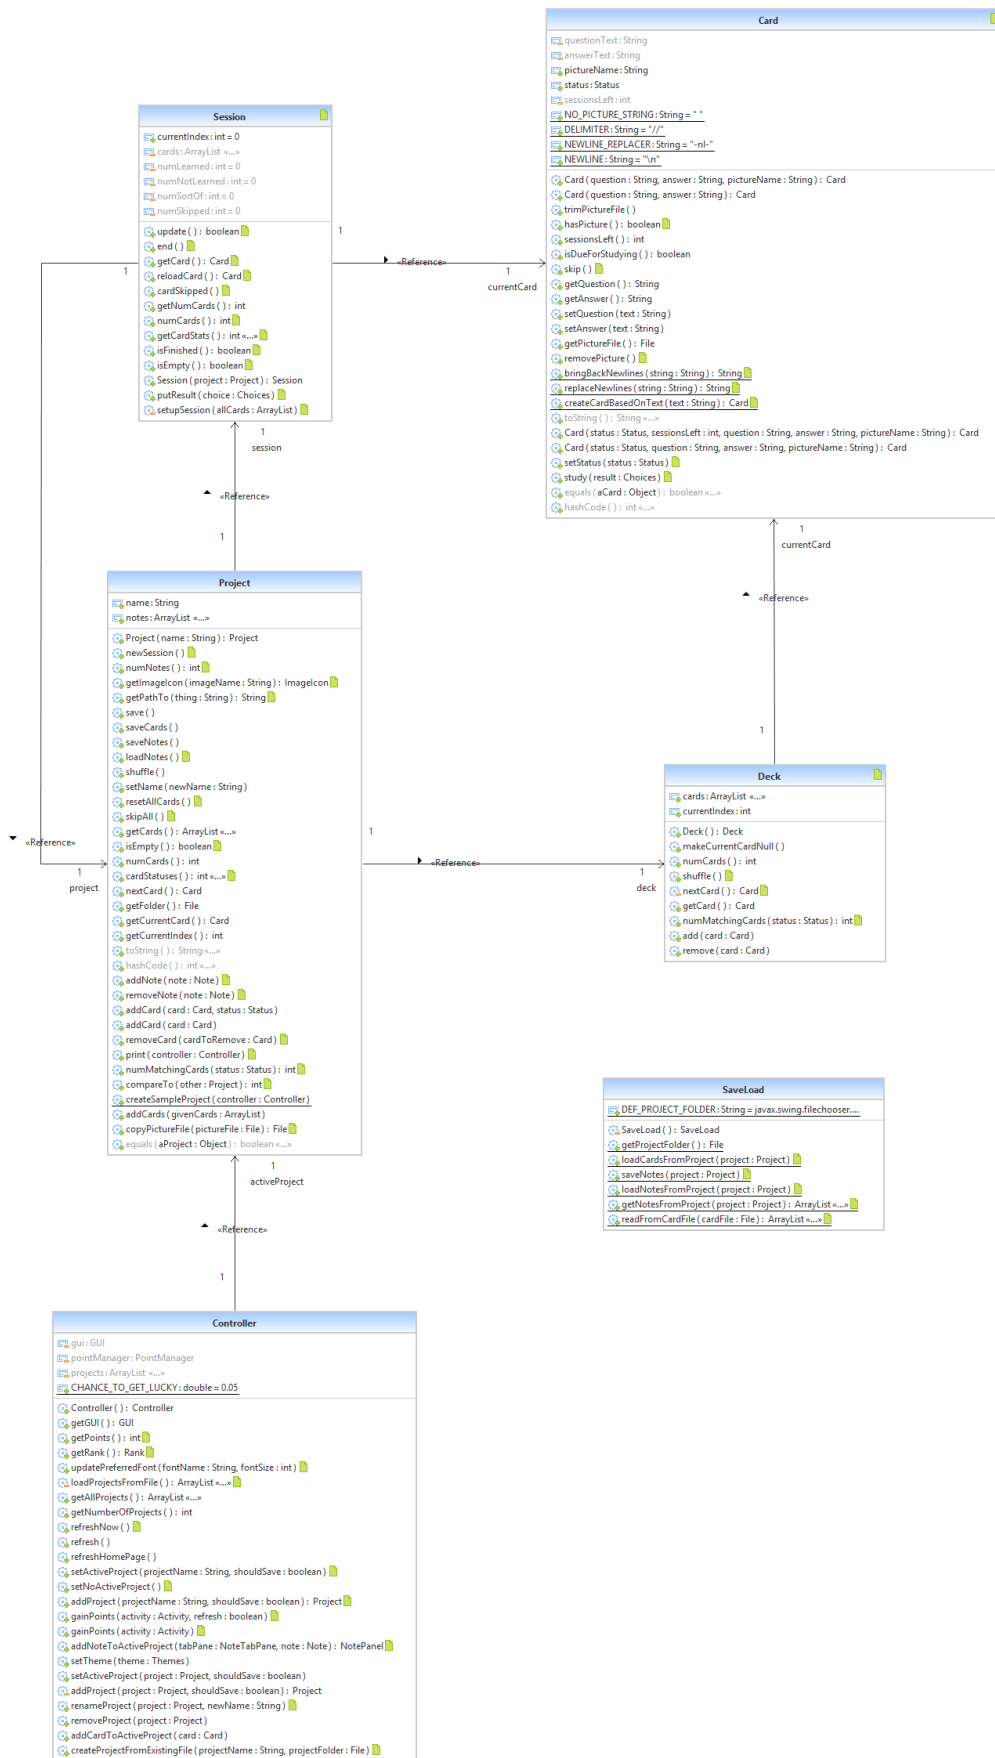 Card
questionText: String
answerText: String
pictureName: String
status: Status
sessionsLeft: int
NO_PICTURE_STRING: String = " "
DELIMITER: String = "//"
NEWLINE_REPLACER: String = "-nl-"
NEWLINE: String = "\n"
Card ( question : String, answer : String, pictureName : String ) : Card
Card ( question : String, answer : String ) : Card
trimPictureFile ( )
hasPicture ( ) : boolean
sessionsLeft ( ) : int
isDueForStudying ( ) : boolean
skip ( )
getQuestion ( ) : String
getAnswer ( ) : String
setQuestion ( text : String )
setAnswer ( text : String )
getPictureFile ( ) : File
removePicture ( )
bringBackNewlines ( string : String ) : String
replaceNewlines ( string : String ) : String
createCardBasedOnText ( text : String ) : Card
toString ( ) : String «...»
Card ( status : Status, sessionsLeft : int, question : String, answer : String, pictureName : String ) : Card
Card ( status : Status, question : String, answer : String, pictureName : String ) : Card
setStatus ( status : Status )
study ( result : Choices )
equals ( aCard : Object ) : boolean «...»
hashCode ( ) : int «...»
Session
currentIndex: int = 0
cards: ArrayList «...»
numLearned: int = 0
numNotLearned: int = 0
numSortOf: int = 0
numSkipped: int = 0
update ( ) : boolean
end ( )
getCard ( ) : Card
reloadCard ( ) : Card
cardSkipped ( )
getNumCards ( ) : int
numCards ( ) : int
getCardStats ( ) : int «...»
isFinished ( ) : boolean
isEmpty ( ) : boolean
Session ( project : Project ) : Session
putResult ( choice : Choices )
setupSession ( allCards : ArrayList )
1
1
«Reference»
1
currentCard
1
session
«Reference»
1
1
currentCard
«Reference»
1
Project
name: String
notes: ArrayList «...»
Project ( name : String ) : Project
newSession ( )
numNotes ( ) : int
getImageIcon ( imageName : String ) : ImageIcon
getPathTo ( thing : String ) : String
save ( )
saveCards ( )
saveNotes ( )
loadNotes ( )
shuffle ( )
setName ( newName : String )
resetAllCards ( )
skipAll ( )
getCards ( ) : ArrayList «...»
isEmpty ( ) : boolean
numCards ( ) : int
cardStatuses ( ) : int «...»
nextCard ( ) : Card
getFolder ( ) : File
getCurrentCard ( ) : Card
getCurrentIndex ( ) : int
toString ( ) : String «...»
hashCode ( ) : int «...»
addNote ( note : Note )
removeNote ( note : Note )
addCard ( card : Card, status : Status )
addCard ( card : Card )
removeCard ( cardToRemove : Card )
print ( controller : Controller )
numMatchingCards ( status : Status ) : int
compareTo ( other : Project ) : int
createSampleProject ( controller : Controller )
addCards ( givenCards : ArrayList )
copyPictureFile ( pictureFile : File ) : File
equals ( aProject : Object ) : boolean «...»
«Reference»
1
project
1
«Reference»
1
deck
Deck
cards: ArrayList «...»
currentIndex: int
Deck ( ) : Deck
makeCurrentCardNull ( )
numCards ( ) : int
shuffle ( )
nextCard ( ) : Card
getCard ( ) : Card
numMatchingCards ( status : Status ) : int
add ( card : Card )
remove ( card : Card )
SaveLoad
DEF_PROJECT_FOLDER: String = javax.swing.filechooser....
SaveLoad ( ) : SaveLoad
getProjectFolder ( ) : File
loadCardsFromProject ( project : Project )
saveNotes ( project : Project )
loadNotesFromProject ( project : Project )
getNotesFromProject ( project : Project ) : ArrayList «...»
readFromCardFile ( cardFile : File ) : ArrayList «...»
1
activeProject
«Reference»
1
Controller
gui: GUI
pointManager: PointManager
projects: ArrayList «...»
CHANCE_TO_GET_LUCKY: double = 0.05
Controller ( ) : Controller
getGUI ( ) : GUI
getPoints ( ) : int
getRank ( ) : Rank
updatePreferredFont ( fontName : String, fontSize : int )
loadProjectsFromFile ( ) : ArrayList «...»
getAllProjects ( ) : ArrayList «...»
getNumberOfProjects ( ) : int
refreshNow ( )
refresh ( )
refreshHomePage ( )
setActiveProject ( projectName : String, shouldSave : boolean )
setNoActiveProject ( )
addProject ( projectName : String, shouldSave : boolean ) : Project
gainPoints ( activity : Activity, refresh : boolean )
gainPoints ( activity : Activity )
addNoteToActiveProject ( tabPane : NoteTabPane, note : Note ) : NotePanel
setTheme ( theme : Themes )
setActiveProject ( project : Project, shouldSave : boolean )
addProject ( project : Project, shouldSave : boolean ) : Project
renameProject ( project : Project, newName : String )
removeProject ( project : Project )
addCardToActiveProject ( card : Card )
createProjectFromExistingFile ( projectName : String, projectFolder : File )